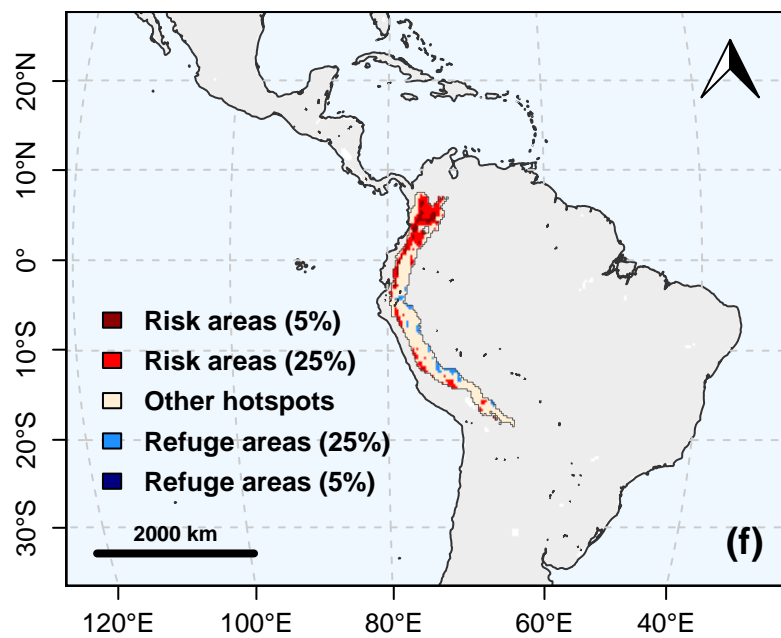 20°N
10°N
0°
10°S
20°S
30°S
Risk areas (5%)
Risk areas (25%)
Other hotspots
Refuge areas (25%)
Refuge areas (5%)
2000 km
(f)
120°E
100°E
80°E
60°E
40°E